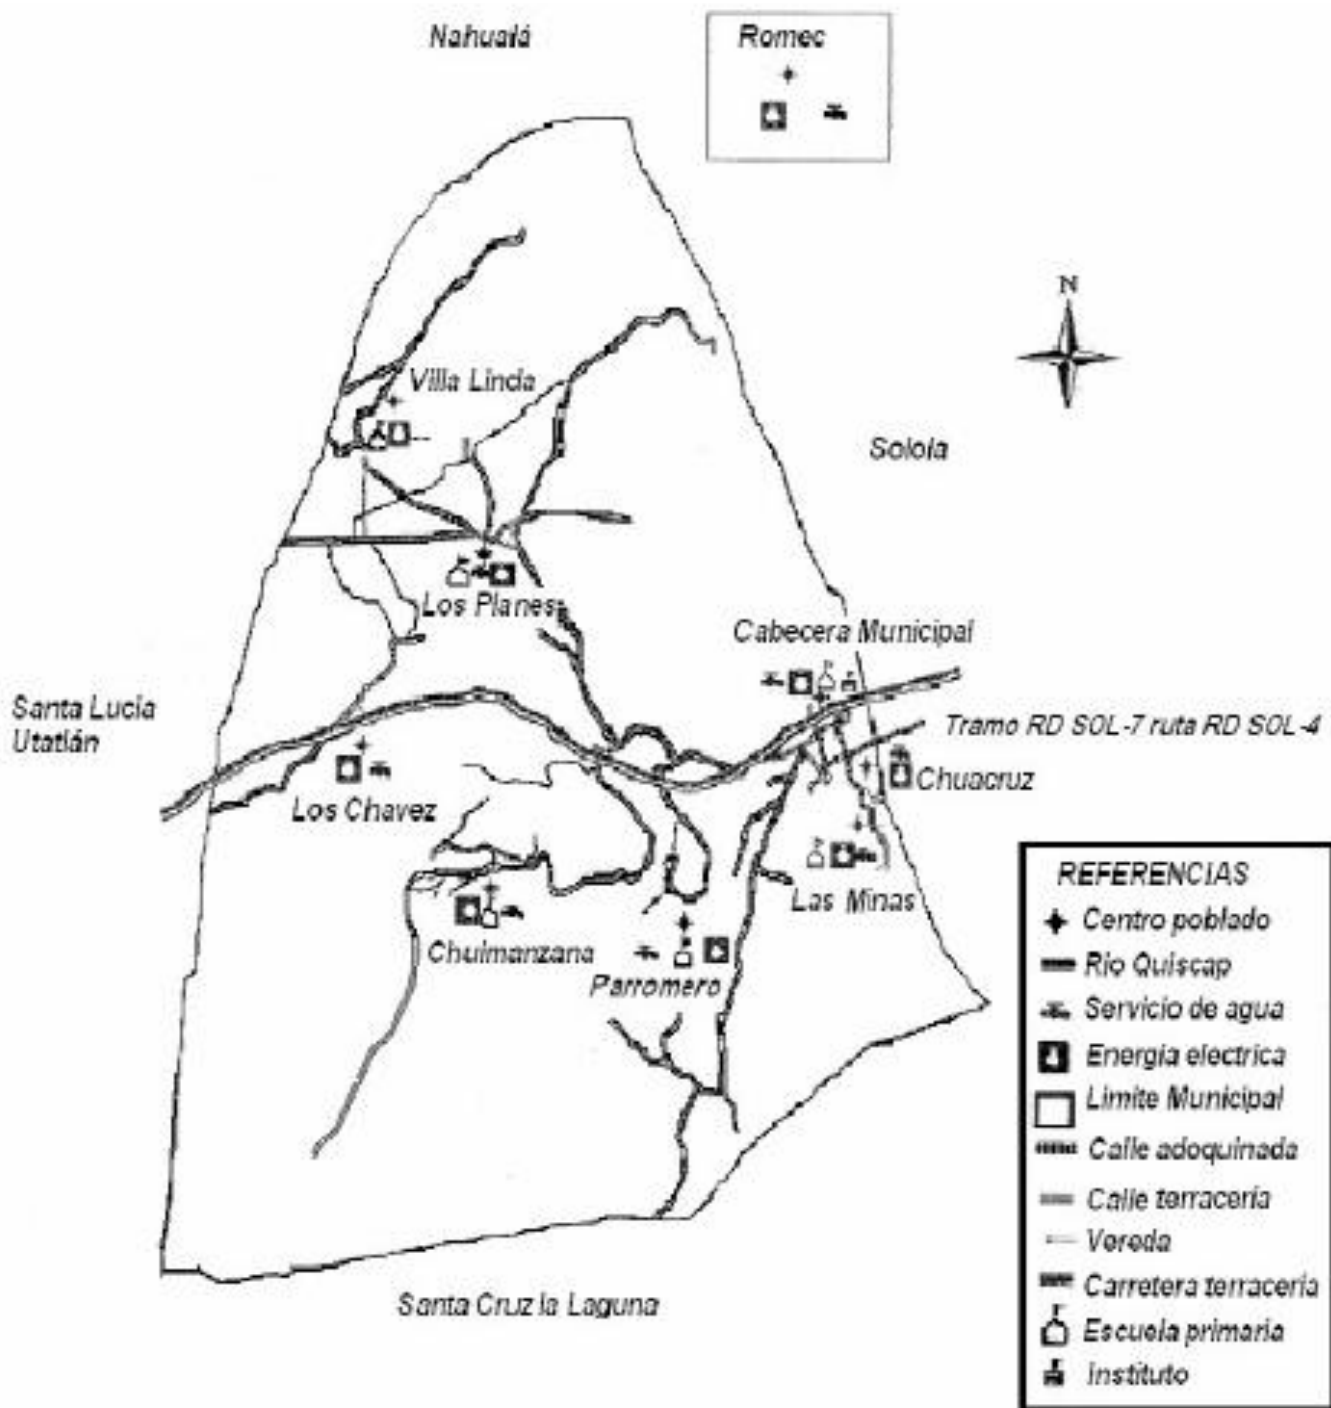 Nahualá
Romec
N
Villa Linda
Solola
Los Planes
Cabecera Municipal
Santa Lucia
Utatlán
Tramo RD SOL-7 ruta RD SOL-4
Chuacruz
Los Chavez
Las Minas
Chuimanzana
Parromero
Santa Cruz la Laguna
REFERENCIAS
Centro poblado
Rio Quiscap
Servicio de agua
Energia electrica
Limite Municipal
Calle adoquinada
Calle terracería
Vereda
Carretera terracería
Escuela primaria
Instituto